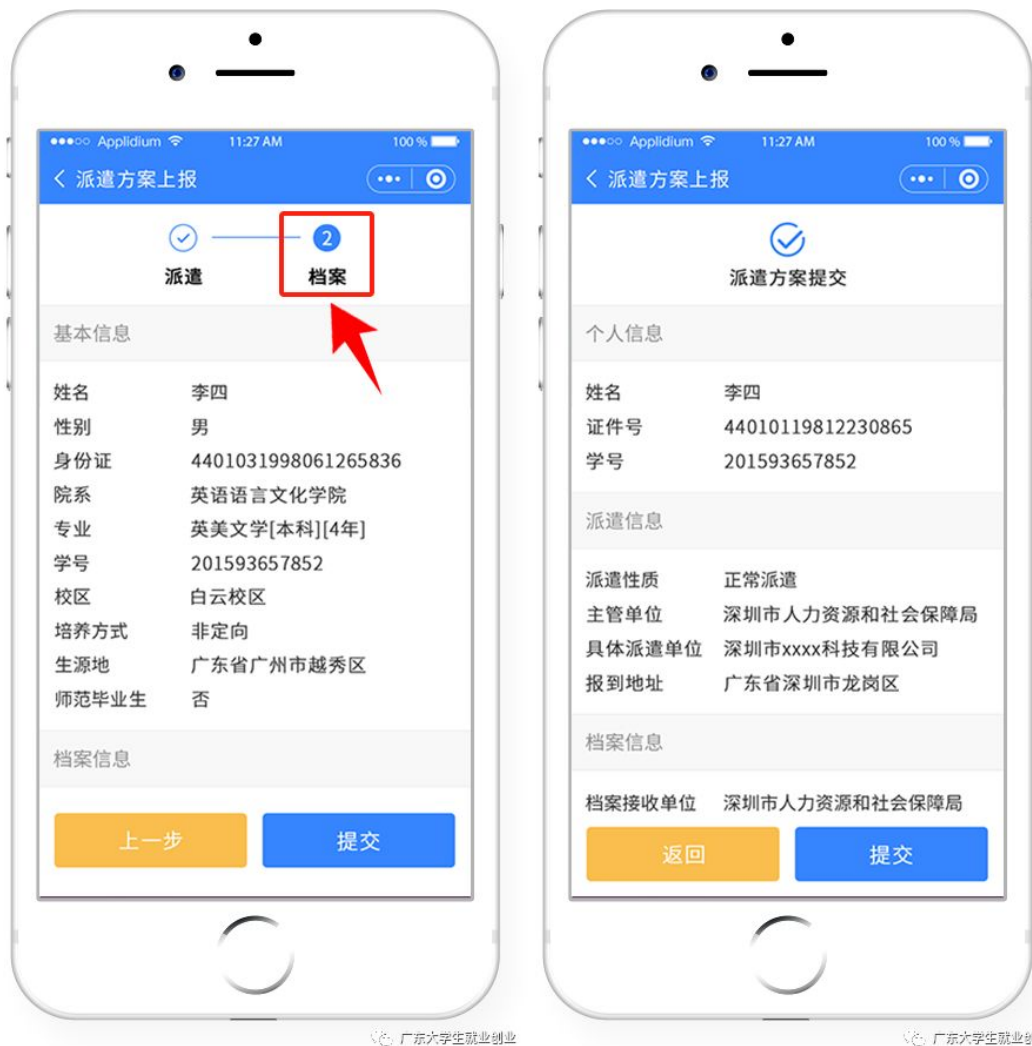 ●●●○○ Applidium 11:27 AM 100 %
派遣方案上报
2
派遣 档案
基本信息
姓名 李四
性别 男
身份证 4401031998061265836
院系 英语语言文化学院
专业 英美文学[本科][4年]
学号 201593657852
校区 白云校区
培养方式 非定向
生源地 广东省广州市越秀区
师范毕业生 否
档案信息
上一步 提交
广东大学生就业创业
●●●○○ Applidium 11:27 AM 100 %
派遣方案上报
派遣方案提交
个人信息
姓名 李四
证件号 44010119812230865
学号 201593657852
派遣信息
派遣性质 正常派遣
主管单位 深圳市人力资源和社会保障局
具体派遣单位 深圳市xxxx科技有限公司
报到地址 广东省深圳市龙岗区
档案信息
档案接收单位 深圳市人力资源和社会保障局
返回 提交
广东大学生就业创